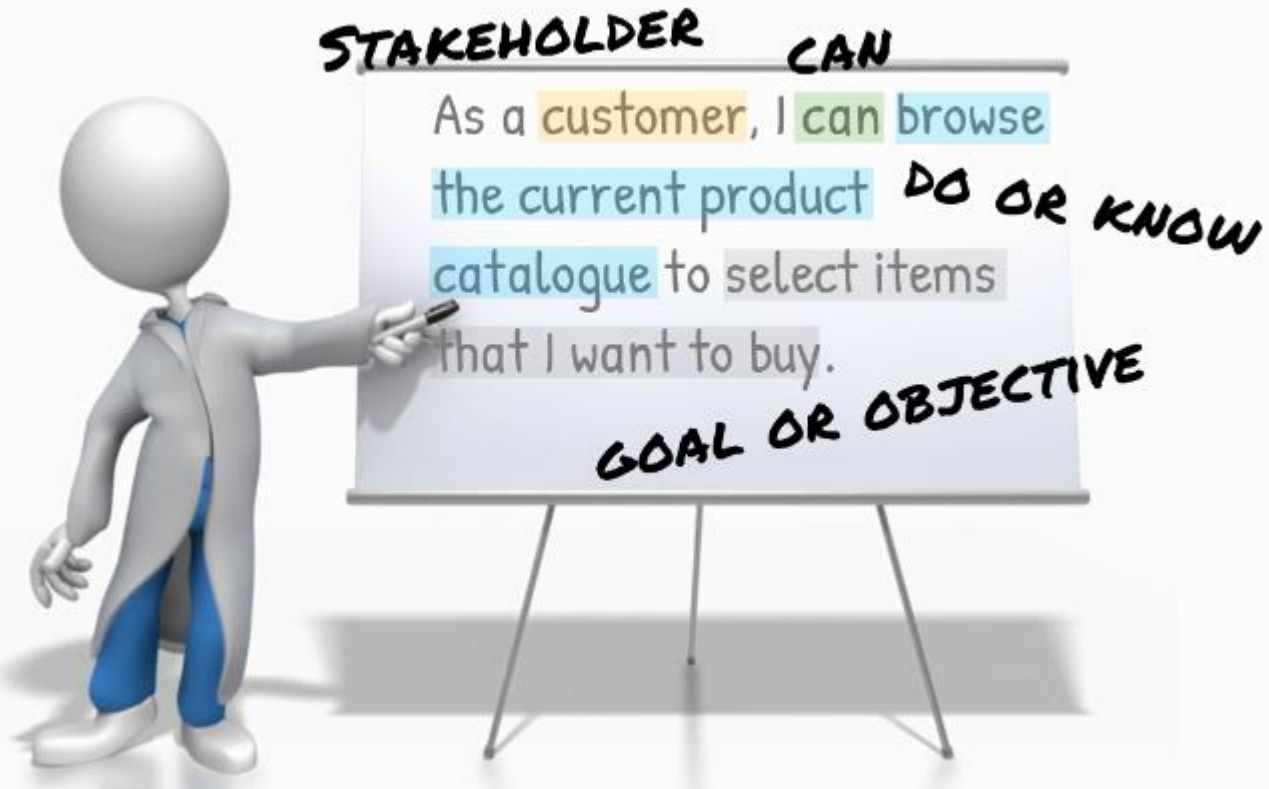 STAKEHOLDER CAN
As a customer, I can browse
the current product
DO OR KNOW
catalogue to select items
that I want to buy.
GOAL OR OBJECTIVE